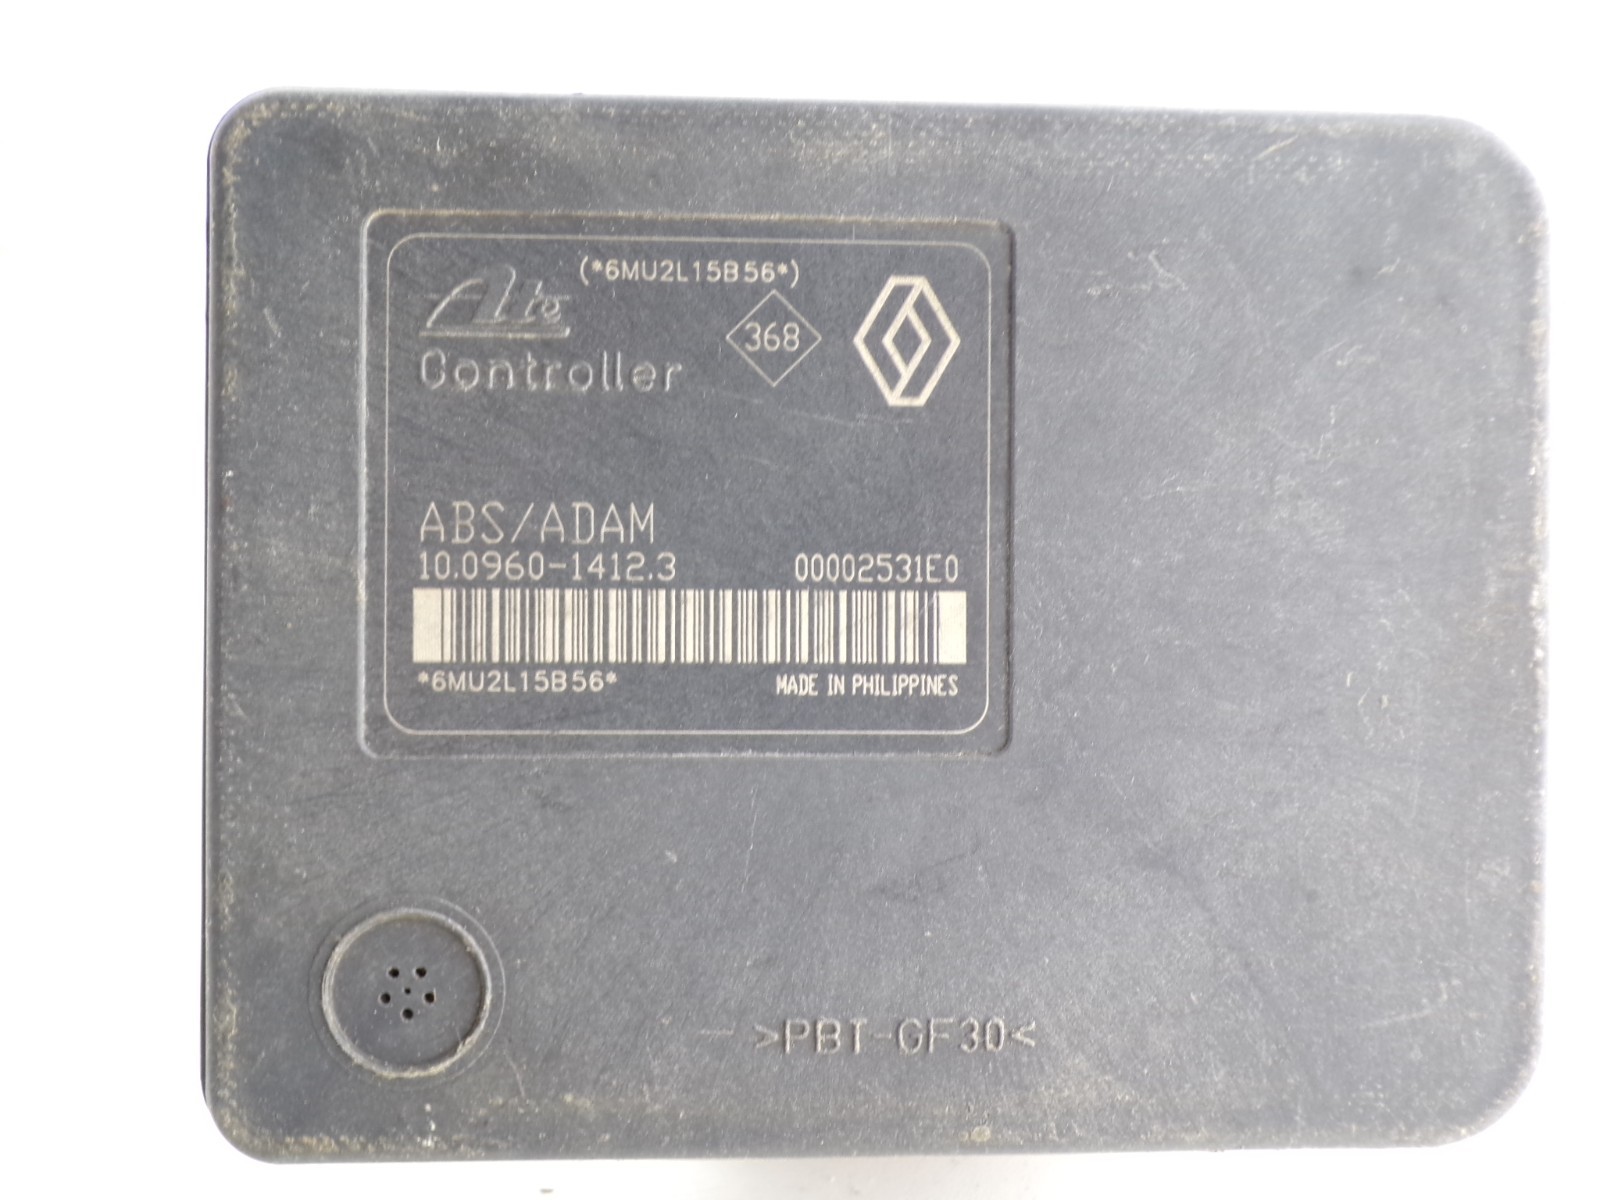 (*6MU2L15B56*)
Ate
368
Controller
ABS/ADAM
10.0960-1412.3 00002531E0
*6MU2L15B56* MADE IN PHILIPPINES
>PBT-GF30<